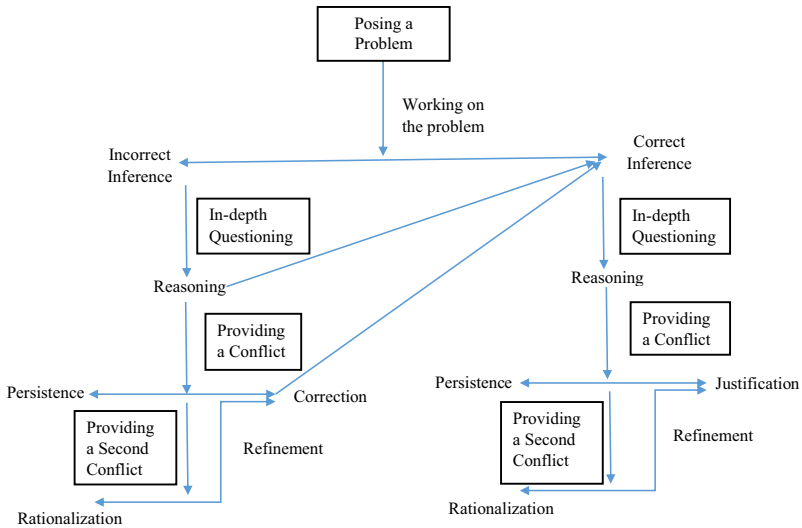 Posing a
Problem
Working on
the problem
Incorrect
Inference
Correct
Inference
In-depth
Questioning
In-depth
Questioning
Reasoning
Reasoning
Providing
a Conflict
Providing
a Conflict
Persistence
Correction
Persistence
Justification
Providing
a Second
Conflict
Refinement
Providing
a Second
Conflict
Refinement
Rationalization
Rationalization